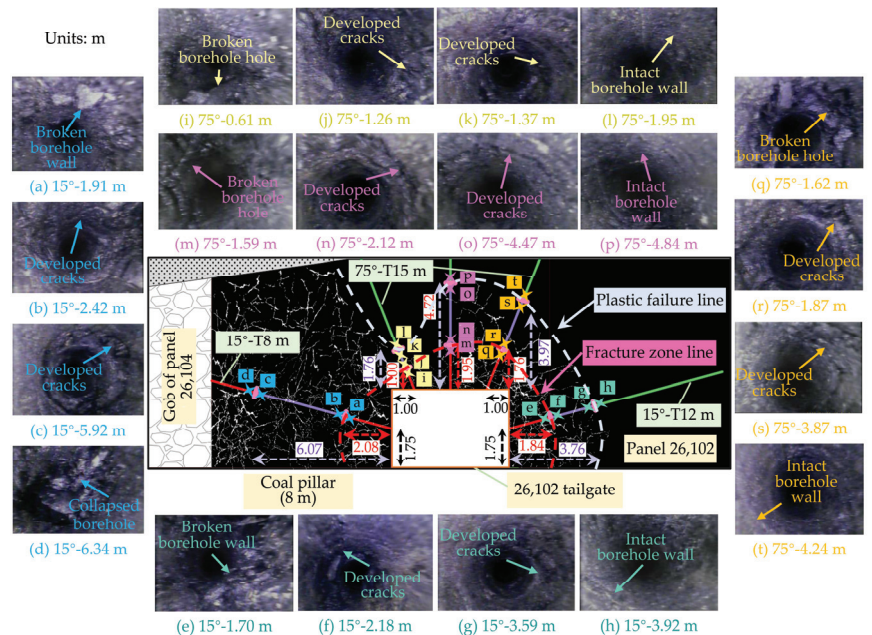 Units: m
Broken
borehole hole
(i) 75°-0.61 m
Developed
cracks
(j) 75°-1.26 m
Developed
cracks
(k) 75°-1.37 m
Intact
borehole wall
(l) 75°-1.95 m
Broken
borehole
wall
(a) 15°-1.91 m
Developed
cracks
(b) 15°-2.42 m
Developed
cracks
(c) 15°-5.92 m
Collapsed
borehole
(d) 15°-6.34 m
Broken
borehole
hole
(m) 75°-1.59 m
Developed
cracks
(n) 75°-2.12 m
Developed
cracks
(o) 75°-4.47 m
Intact
borehole
wall
(p) 75°-4.84 m
Broken
borehole hole
(q) 75°-1.62 m
Developed
cracks
(r) 75°-1.87 m
Developed
cracks
(s) 75°-3.87 m
Intact
borehole
wall
(t) 75°-4.24 m
Gob of panel
26,104
15°-T8 m
75°-T15 m
Plastic failure line
Fracture zone line
15°-T12 m
Panel 26,102
26,102 tailgate
Coal pillar
(8 m)
d
c
b
a
l
k
j
i
p
o
n
m
t
s
r
q
e
f
g
h
1.76
1.00
4.72
1.95
3.97
1.00
1.00
1.75
1.75
6.07
2.08
1.84
3.76
Broken
borehole wall
(e) 15°-1.70 m
Developed
cracks
(f) 15°-2.18 m
Developed
cracks
(g) 15°-3.59 m
Intact
borehole wall
(h) 15°-3.92 m